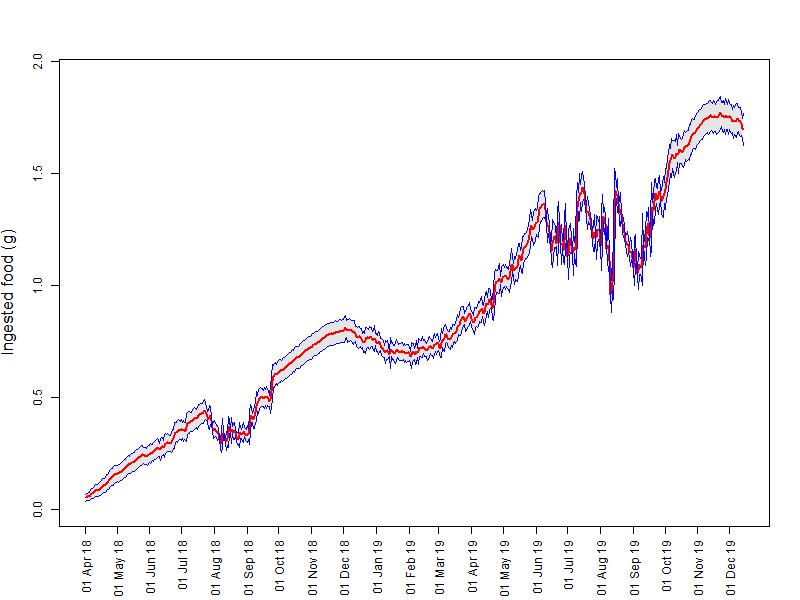 Ingested food (g)
2.0
1.5
1.0
0.5
0.0
01 Apr 18
01 May 18
01 Jun 18
01 Jul 18
01 Aug 18
01 Sep 18
01 Oct 18
01 Nov 18
01 Dec 18
01 Jan 19
01 Feb 19
01 Mar 19
01 Apr 19
01 May 19
01 Jun 19
01 Jul 19
01 Aug 19
01 Sep 19
01 Oct 19
01 Nov 19
01 Dec 19